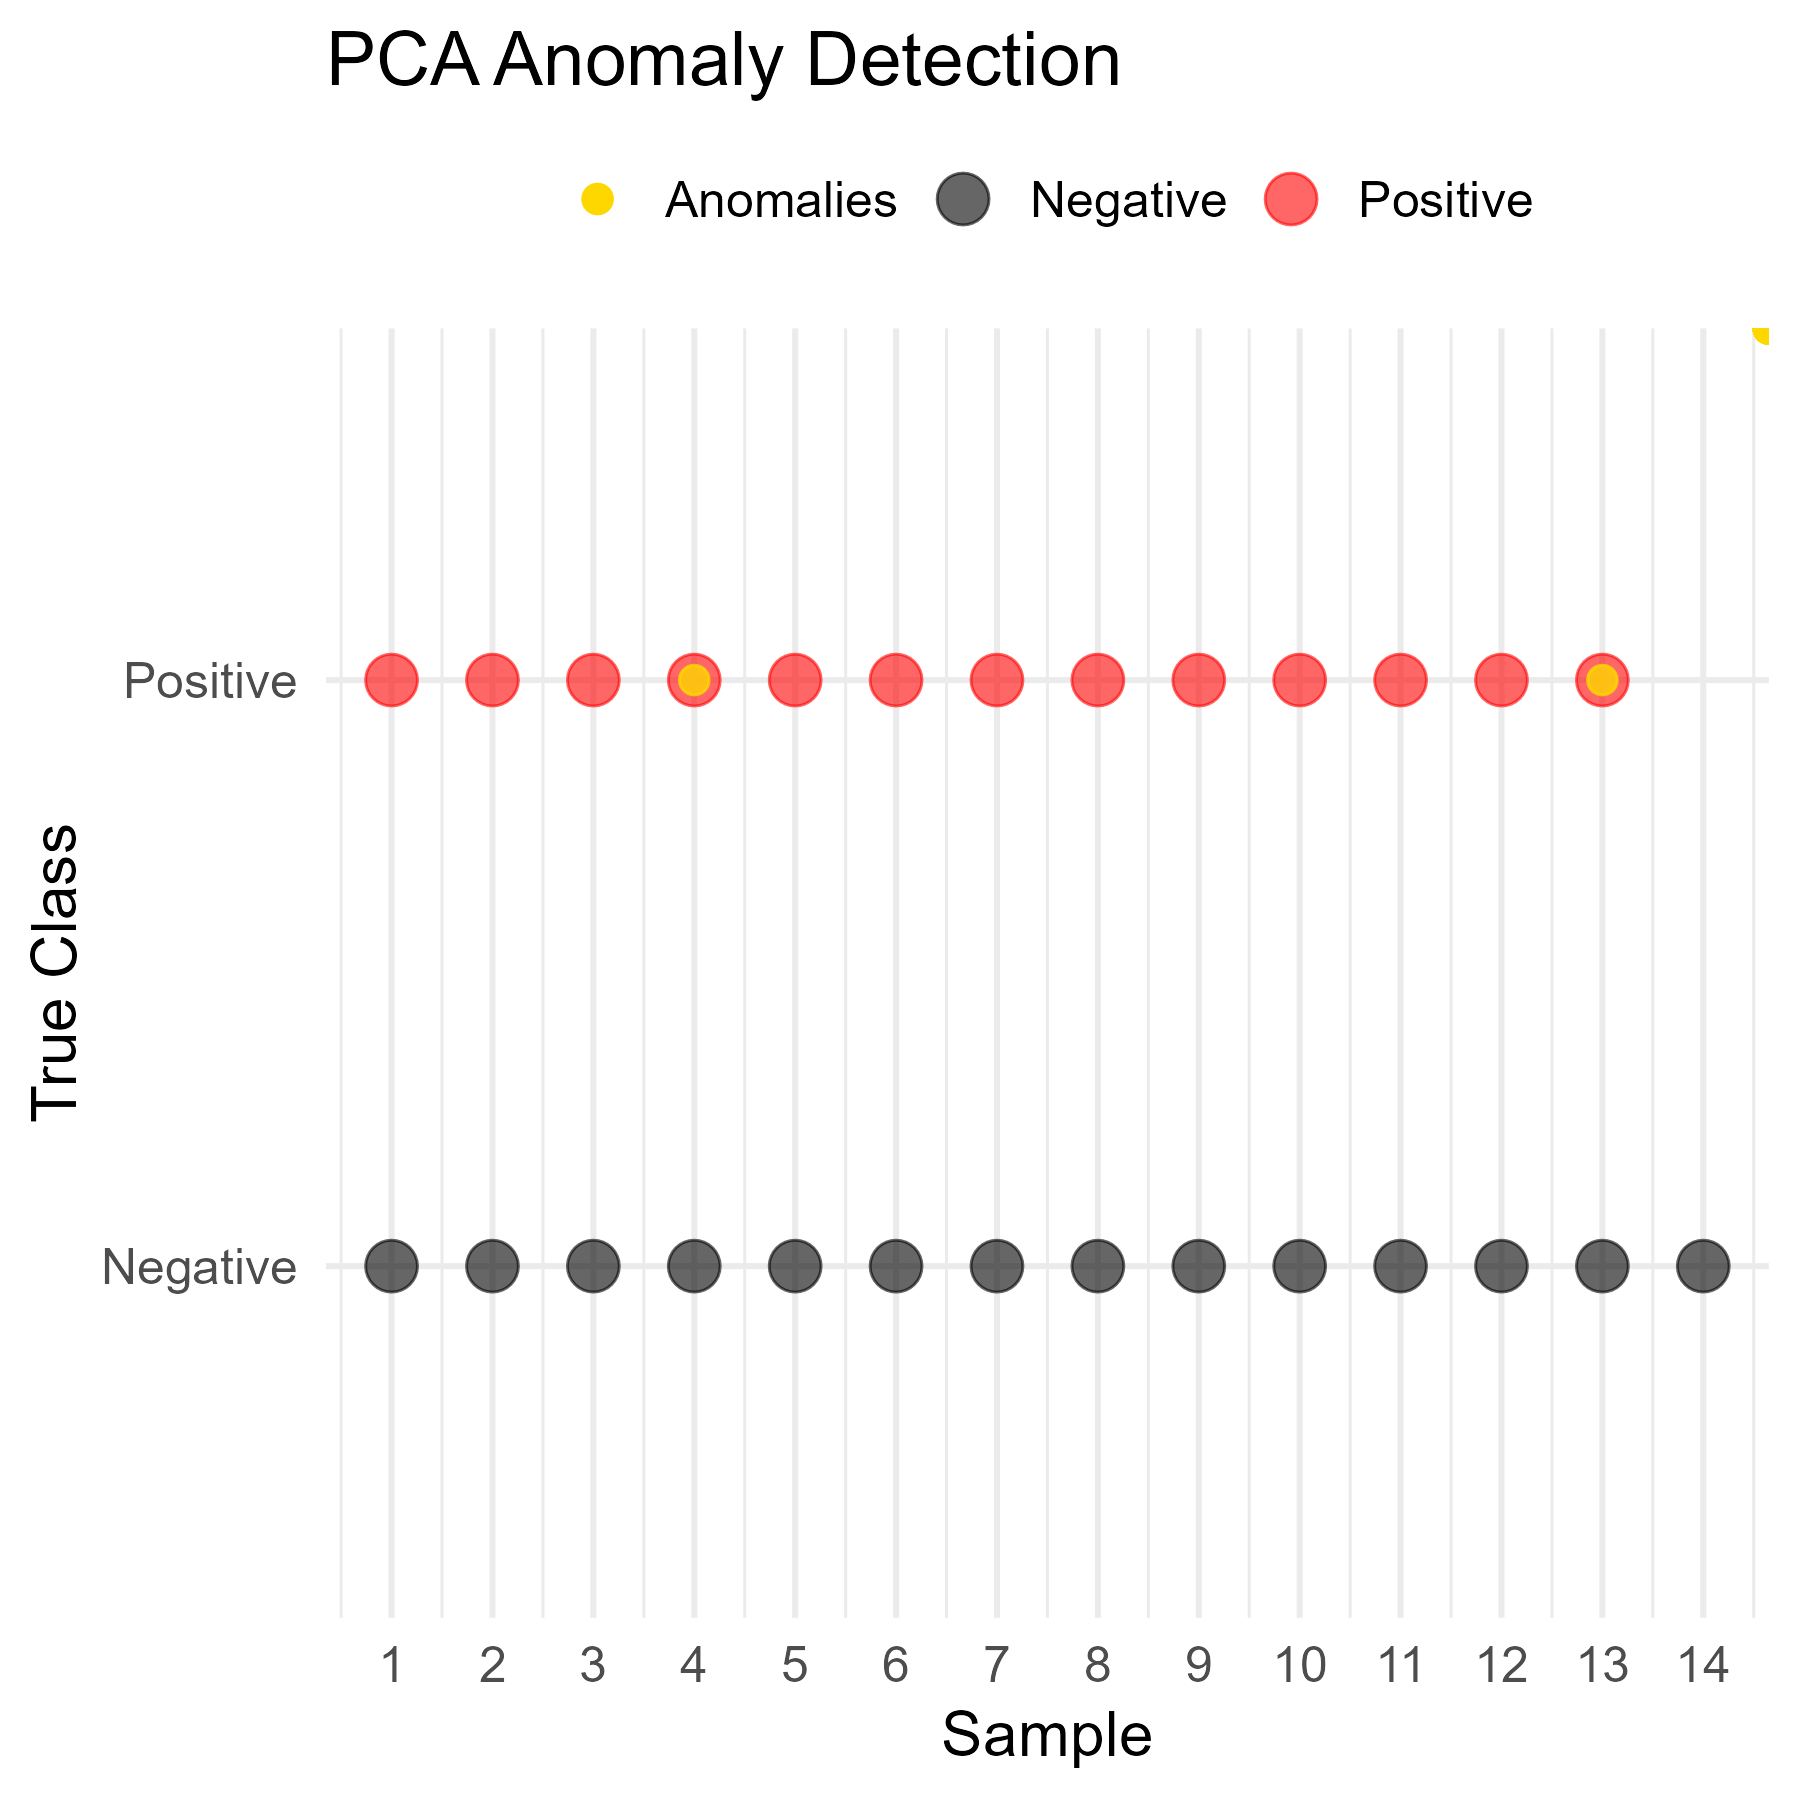 PCA Anomaly Detection
Anomalies Negative Positive
Positive
True Class
Negative
1 2 3 4 5 6 7 8 9 10 11 12 13 14
Sample